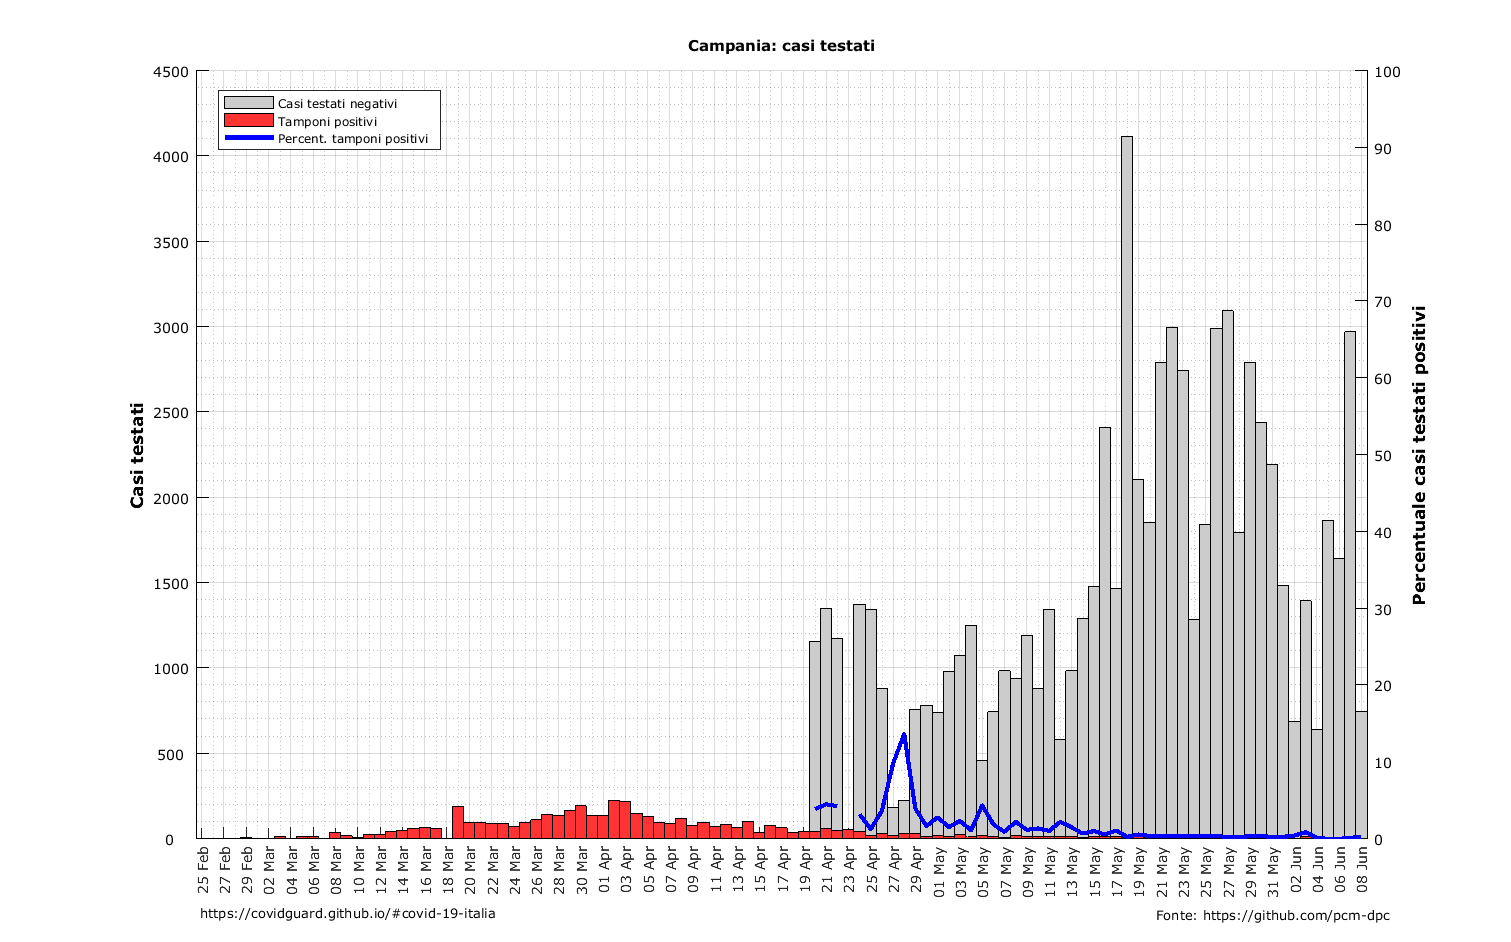 Campania: casi testati
Casi testati negativi
Tamponi positivi
Percent. tamponi positivi
Casi testati
4500
4000
3500
3000
2500
2000
1500
1000
500
0
100
90
80
70
60
50
40
30
20
10
0
Percentuale casi testati positivi
25 Feb
27 Feb
29 Feb
02 Mar
04 Mar
06 Mar
08 Mar
10 Mar
12 Mar
14 Mar
16 Mar
18 Mar
20 Mar
22 Mar
24 Mar
26 Mar
28 Mar
30 Mar
01 Apr
03 Apr
05 Apr
07 Apr
09 Apr
11 Apr
13 Apr
15 Apr
17 Apr
19 Apr
21 Apr
23 Apr
25 Apr
27 Apr
29 Apr
01 May
03 May
05 May
07 May
09 May
11 May
13 May
15 May
17 May
19 May
21 May
23 May
25 May
27 May
29 May
31 May
02 Jun
04 Jun
06 Jun
08 Jun
https://covidguard.github.io/#covid-19-italia
Fonte: https://github.com/pcm-dpc